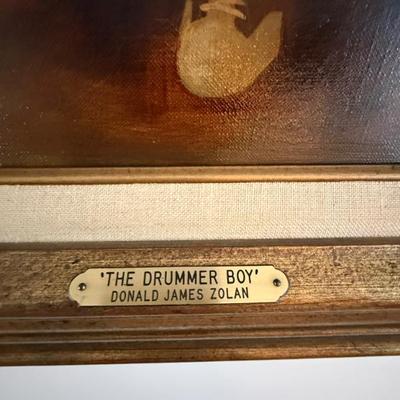 'THE DRUMMER BOY'
DONALD JAMES ZOLAN